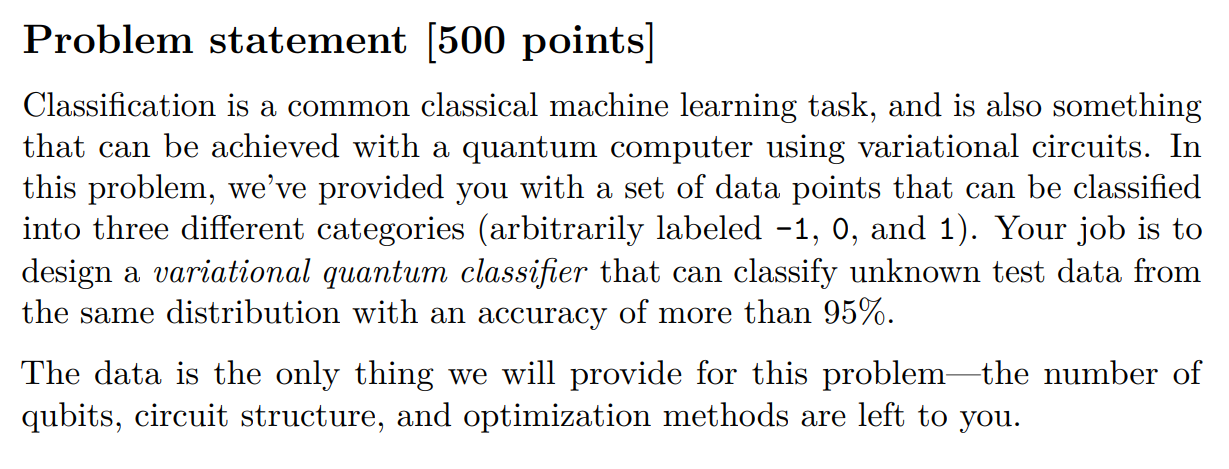 Problem statement [500 points]
Classification is a common classical machine learning task, and is also something
that can be achieved with a quantum computer using variational circuits. In
this problem, we've provided you with a set of data points that can be classified
into three different categories (arbitrarily labeled -1, 0, and 1). Your job is to
design a variational quantum classifier that can classify unknown test data from
the same distribution with an accuracy of more than 95%.
The data is the only thing we will provide for this problem—the number of
qubits, circuit structure, and optimization methods are left to you.